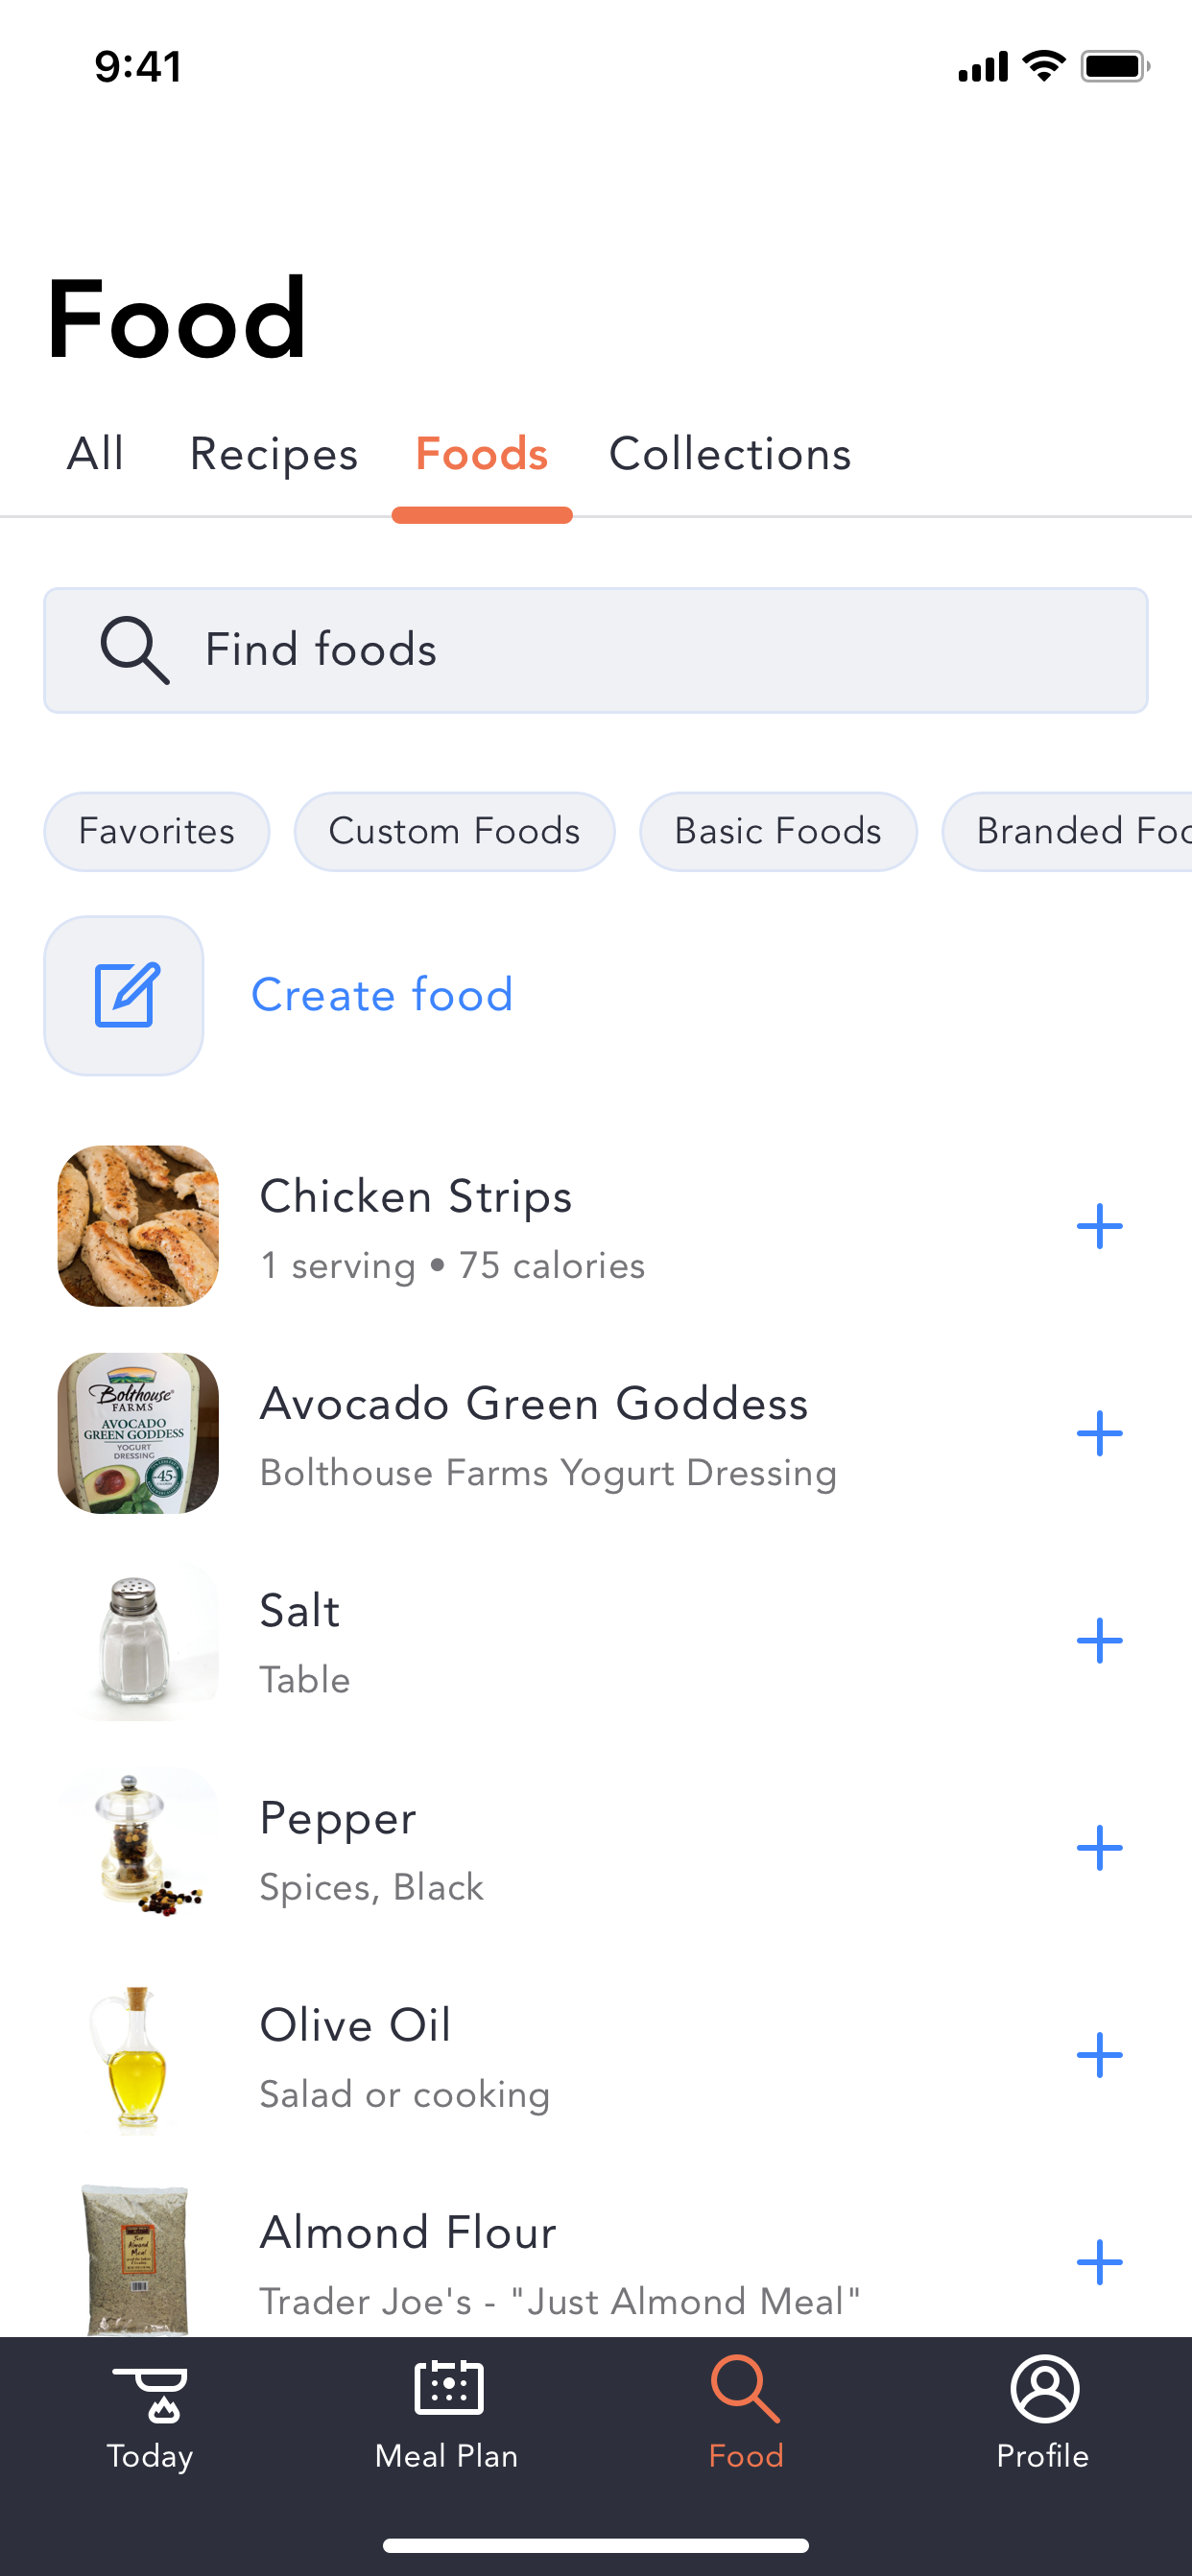 9:41
Food
All Recipes Foods Collections
Find foods
Favorites Custom Foods Basic Foods Branded Foo
Create food
Chicken Strips
1 serving • 75 calories
Bolthouse
FARMS
AVOCADO
GREEN GODDESS
YOGURT
DRESSING
45
Avocado Green Goddess
Bolthouse Farms Yogurt Dressing
Salt
Table
Pepper
Spices, Black
Olive Oil
Salad or cooking
Just
Almond
Meal
Almond Flour
Trader Joe's - "Just Almond Meal"
Today Meal Plan Food Profile